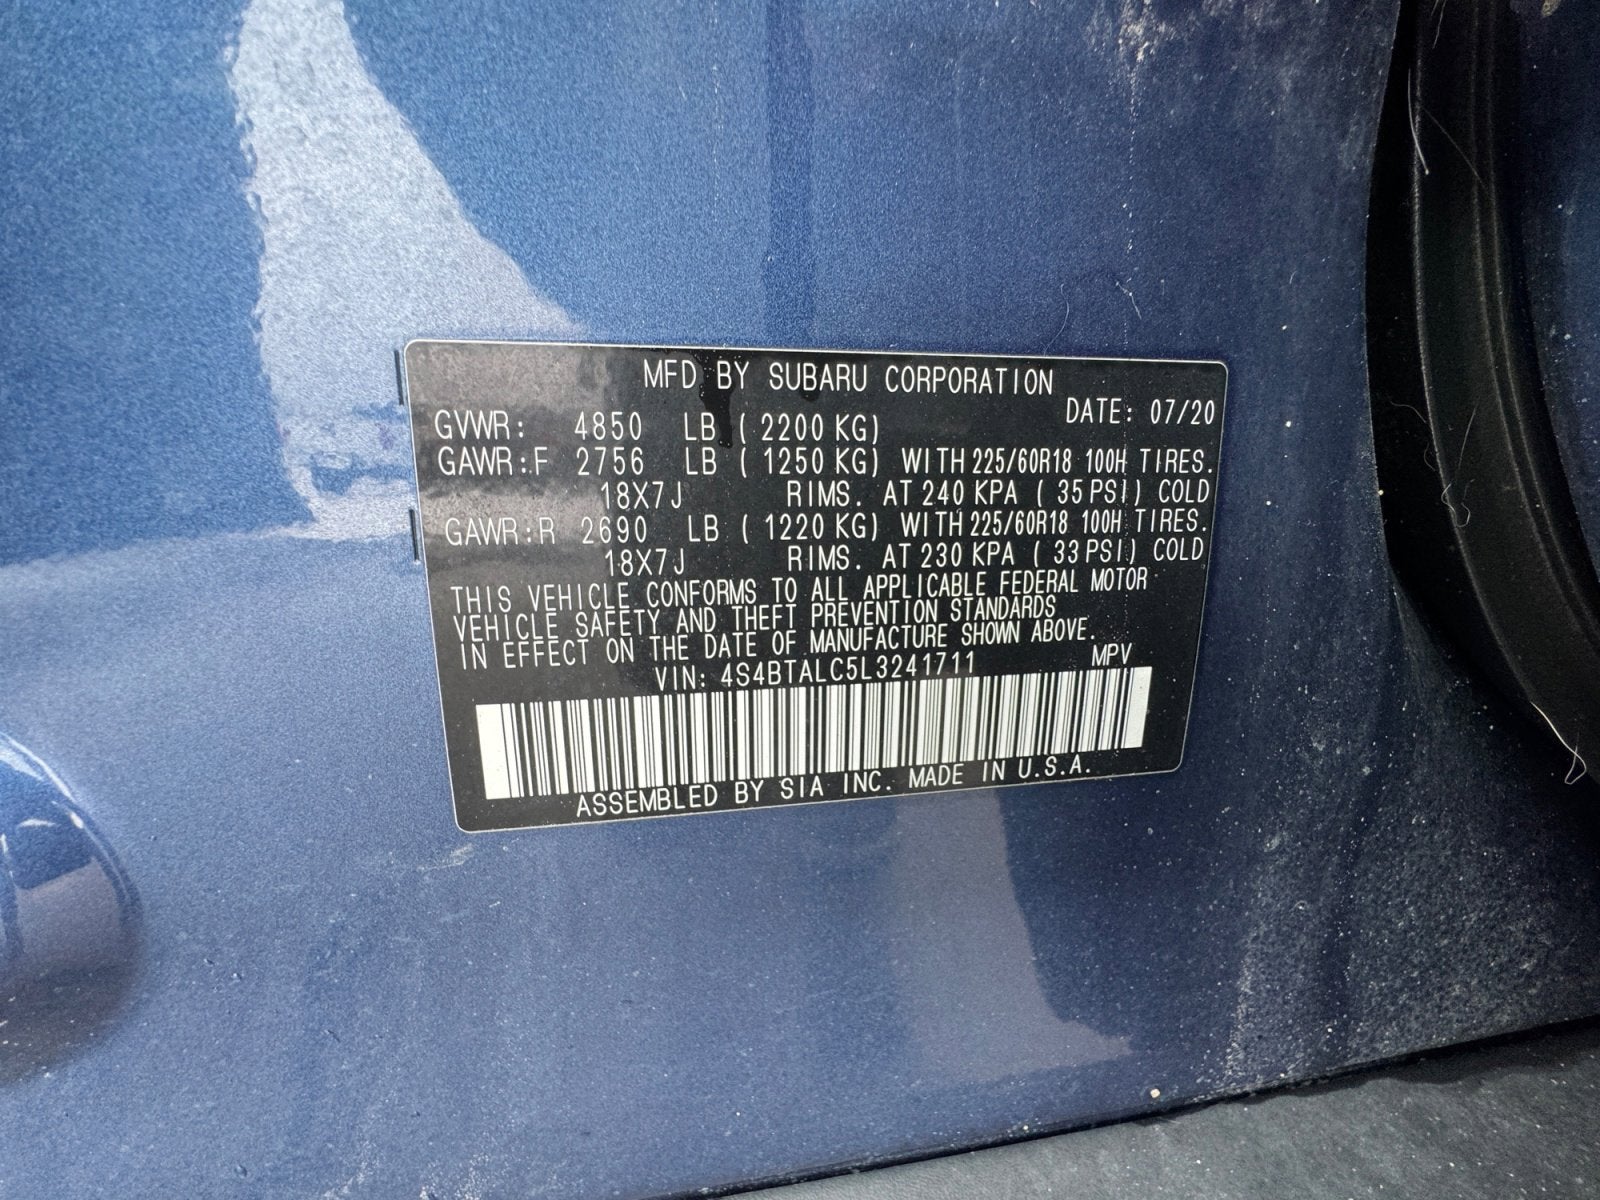 MFD BY SUBARU CORPORATION
DATE: 07/20
GVWR: 4850 LB ( 2200 KG)
GAWR:F 2756 LB ( 1250 KG) WITH 225/60R18 100H TIRES.
18X7J RIMS. AT 240 KPA ( 35 PSI) COLD
GAWR:R 2690 LB ( 1220 KG) WITH 225/60R18 100H TIRES.
18X7J RIMS. AT 230 KPA ( 33 PSI) COLD
THIS VEHICLE CONFORMS TO ALL APPLICABLE FEDERAL MOTOR
VEHICLE SAFETY AND THEFT PREVENTION STANDARDS
IN EFFECT ON THE DATE OF MANUFACTURE SHOWN ABOVE.
VIN: 4S4BTALC5L3241711 MPV
ASSEMBLED BY SIA INC. MADE IN U.S.A.